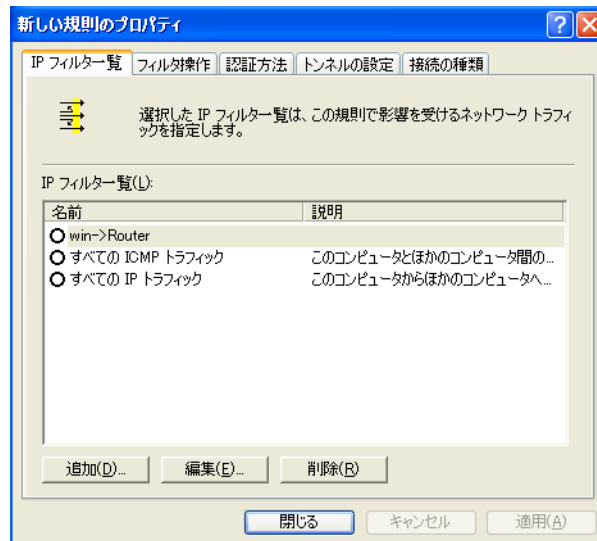 新しい規則のプロパティ
IP フィルタ一覧 フィルタ操作 認証方法 トンネルの設定 接続の種類
選択した IP フィルタ一覧は、この規則で影響を受けるネットワーク トラフィ
ックを指定します。
IP フィルタ一覧(L):
名前 説明
win->Router
すべての ICMP トラフィック このコンピュータとほかのコンピュータ間の...
すべての IP トラフィック このコンピュータからほかのコンピュータへ...
追加(D)... 編集(E)... 削除(R)
閉じる キャンセル 適用(A)